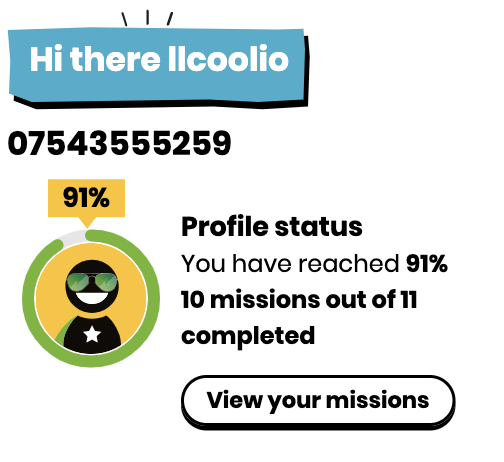 Hi there llcoolio
07543555259
91%
Profile status
You have reached 91%
10 missions out of 11
completed
View your missions